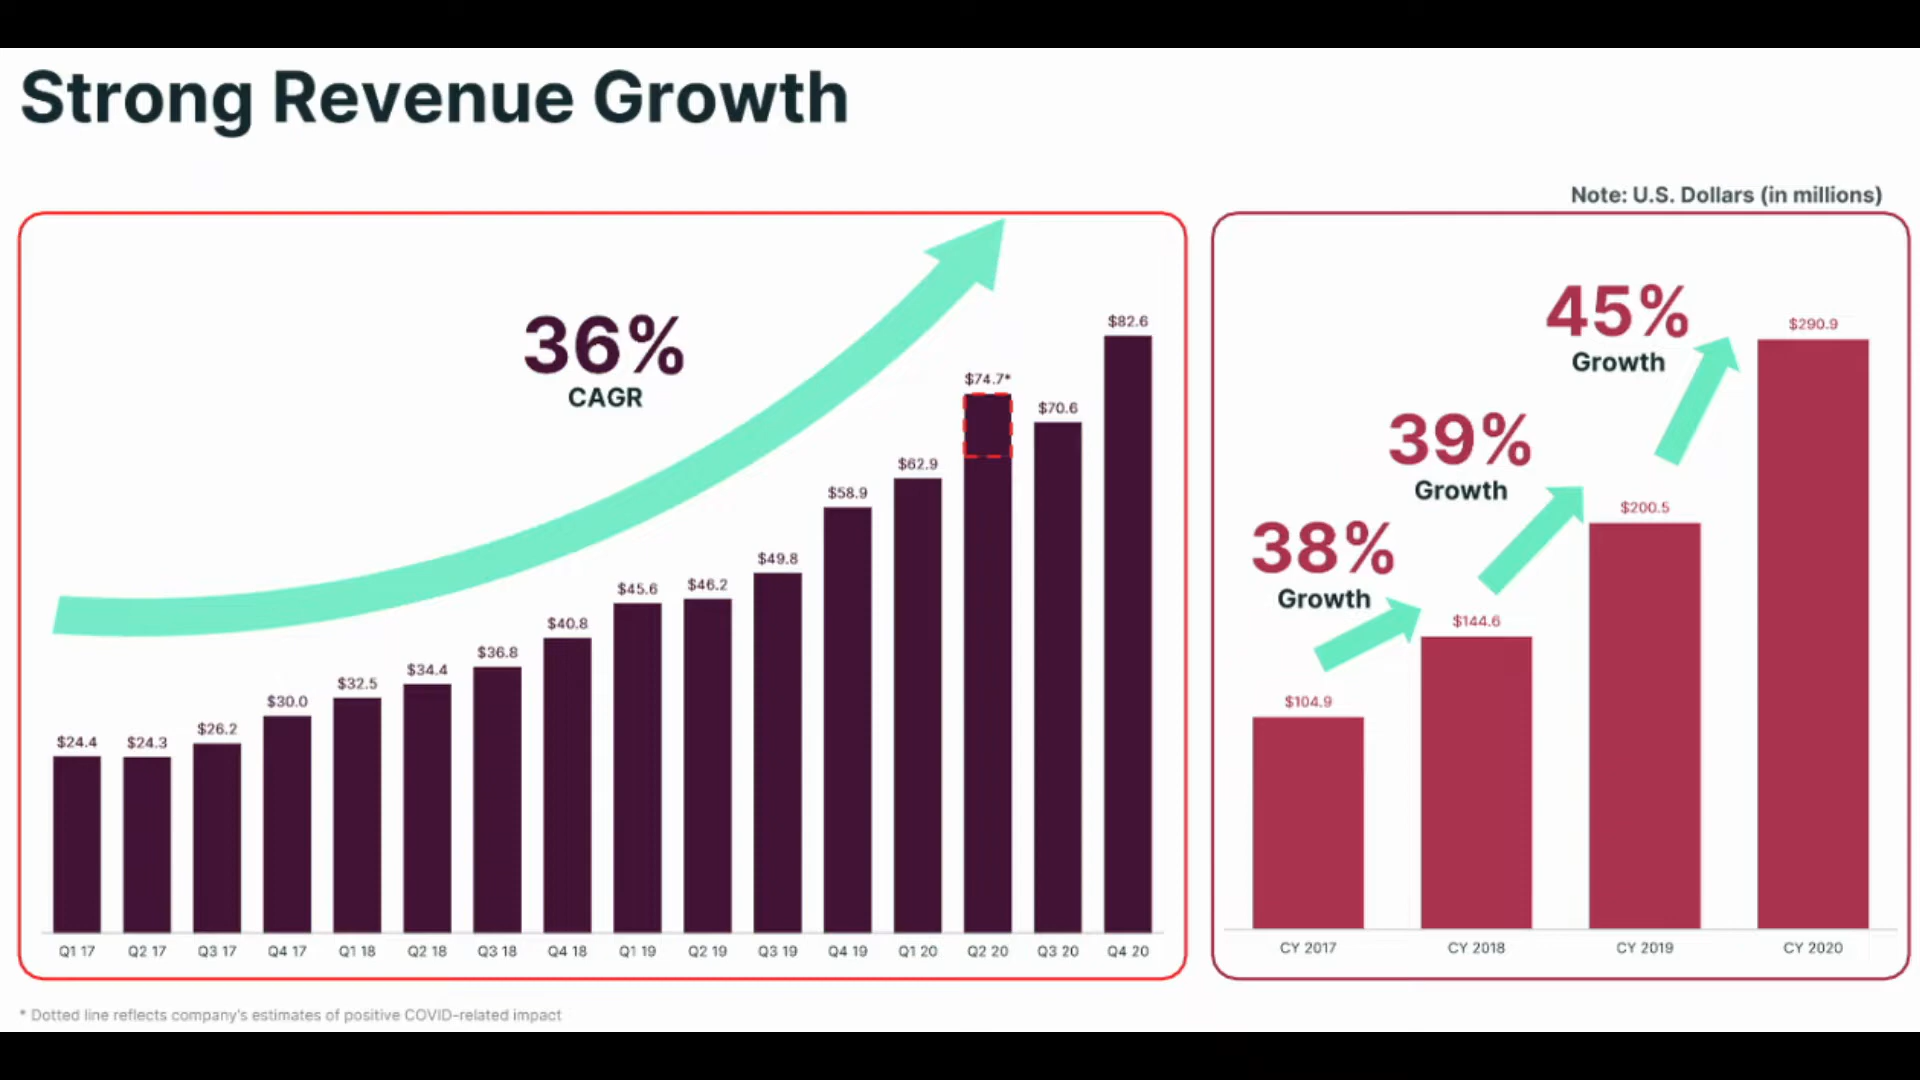 Strong Revenue Growth
Note: U.S. Dollars (in millions)
36%
CAGR
$24.4
$24.3
$26.2
$30.0
$32.5
$34.4
$36.8
$40.8
$45.6
$46.2
$49.8
$58.9
$62.9
$74.7*
$70.6
$82.6
Q1 17
Q2 17
Q3 17
Q4 17
Q1 18
Q2 18
Q3 18
Q4 18
Q1 19
Q2 19
Q3 19
Q4 19
Q1 20
Q2 20
Q3 20
Q4 20
38%
Growth
39%
Growth
45%
Growth
$104.9
$144.6
$200.5
$290.9
CY 2017
CY 2018
CY 2019
CY 2020
* Dotted line reflects company's estimates of positive COVID-related impact